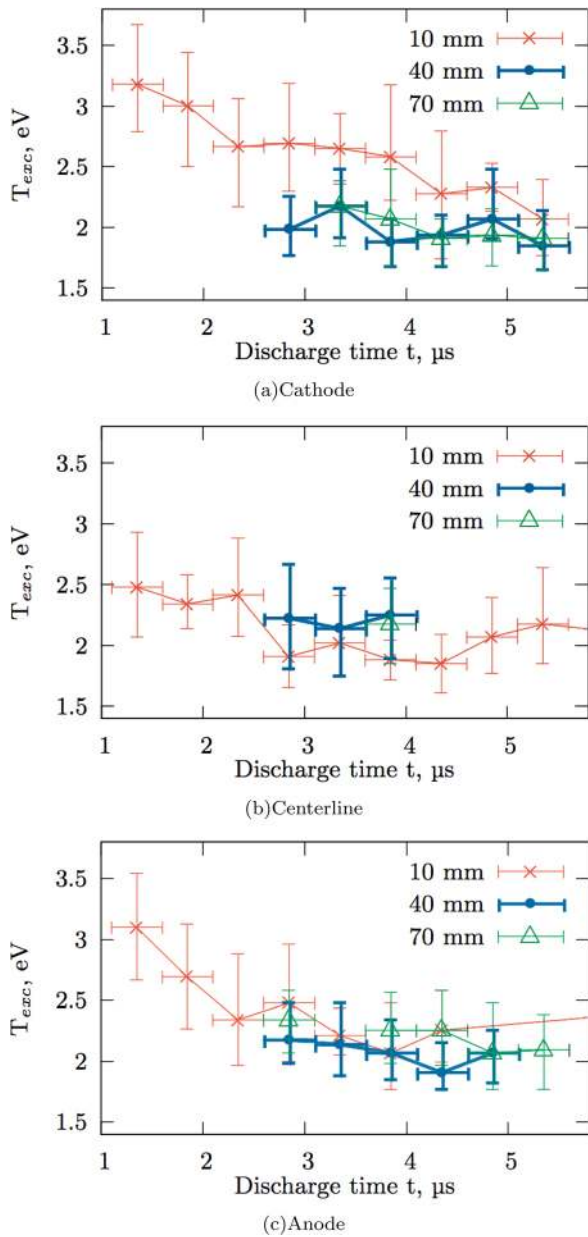 3.5
3
2.5
2
1.5
T_exc, eV
10 mm
40 mm
70 mm
1 2 3 4 5
Discharge time t, µs
(a)Cathode
3.5
3
2.5
2
1.5
T_exc, eV
10 mm
40 mm
70 mm
1 2 3 4 5
Discharge time t, µs
(b)Centerline
3.5
3
2.5
2
1.5
T_exc, eV
10 mm
40 mm
70 mm
1 2 3 4 5
Discharge time t, µs
(c)Anode